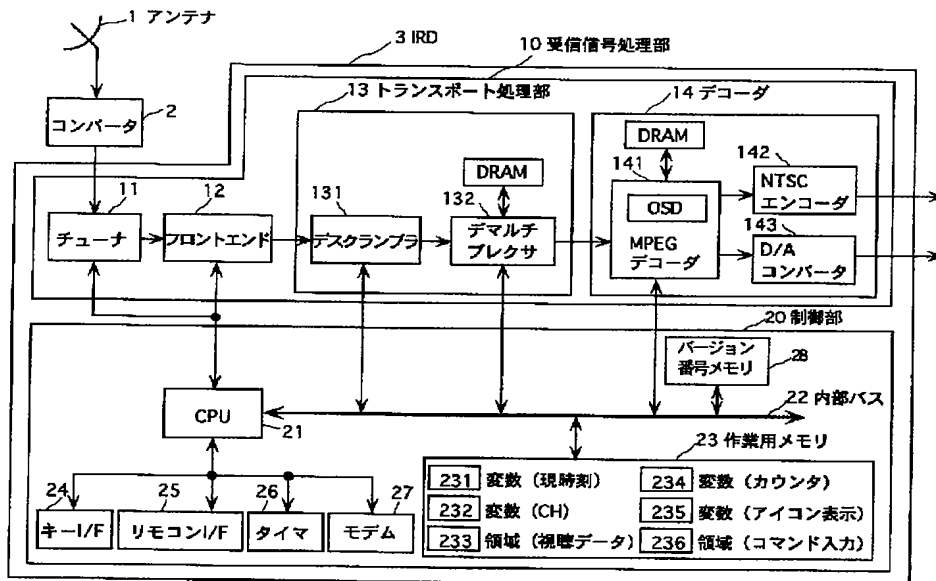 1 アンテナ
3 IRD
10 受信信号処理部
13 トランスポート処理部
14 デコーダ
2
コンバータ
DRAM
DRAM
11
12
131
132
141
142
143
チューナ
フロントエンド
デスクランブラ
デマルチ
プレクサ
OSD
MPEG
デコーダ
NTSC
エンコーダ
D/A
コンバータ
20 制御部
バージョン
番号メモリ
28
22 内部バス
CPU
21
23 作業用メモリ
24
25
26
27
キーI/F
リモコンI/F
タイマ
モデム
231 変数（現時刻）
234 変数（カウンタ）
232 変数（CH）
235 変数（アイコン表示）
233 領域（視聴データ）
236 領域（コマンド入力）